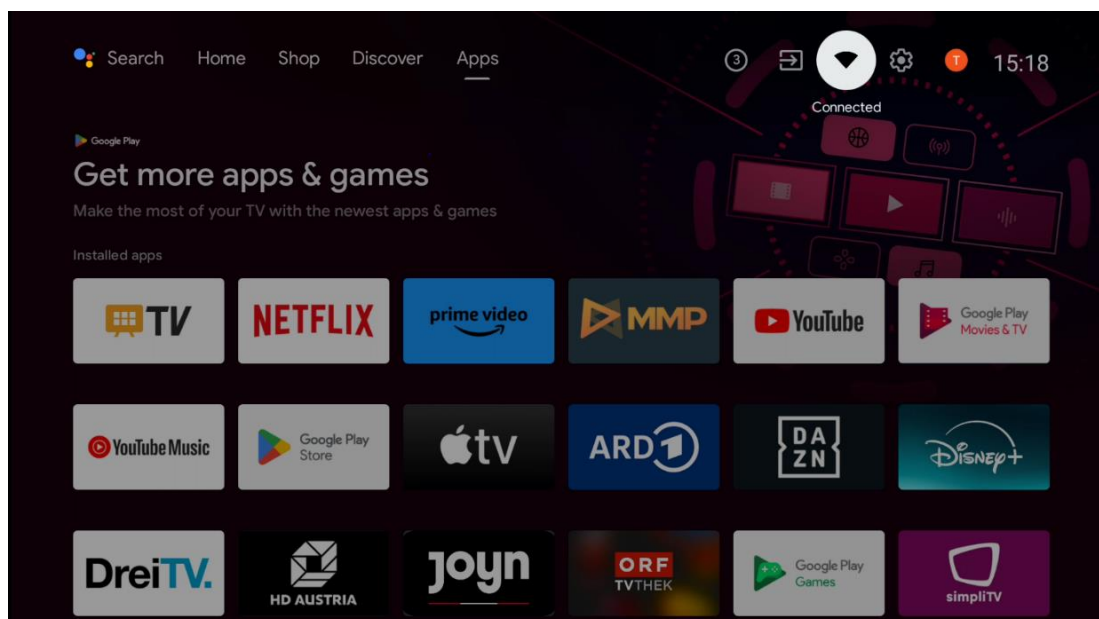 Search Home Shop Discover Apps 3 T 15:18
Connected
Google Play
Get more apps & games
Make the most of your TV with the newest apps & games
Installed apps
TV NETFLIX prime video MMP YouTube Google Play
Movies & TV
YouTube Music Google Play
Store
tv ARD 1 DA
ZN
Disney+
DreiTV. HD AUSTRIA JOyn ORF
TVTHEK
Google Play
Games
simpliTV